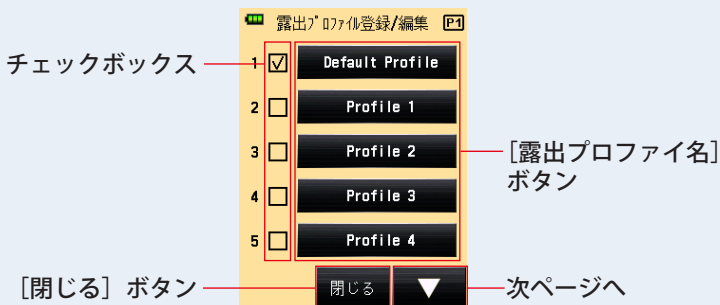 露出プロファイル登録/編集 P1
チェックボックス
1 Default Profile
2 Profile 1
3 Profile 2
[露出プロファイ名]
ボタン
4 Profile 3
5 Profile 4
[閉じる] ボタン
閉じる
次ページへ